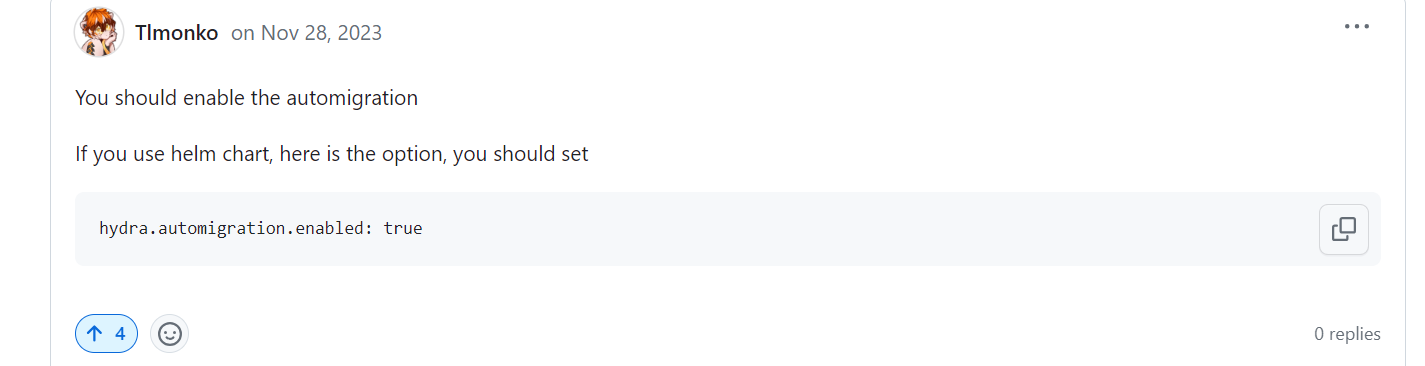 Tlmonko on Nov 28, 2023
You should enable the automigration
If you use helm chart, here is the option, you should set
hydra.automigration.enabled: true
4
0 replies